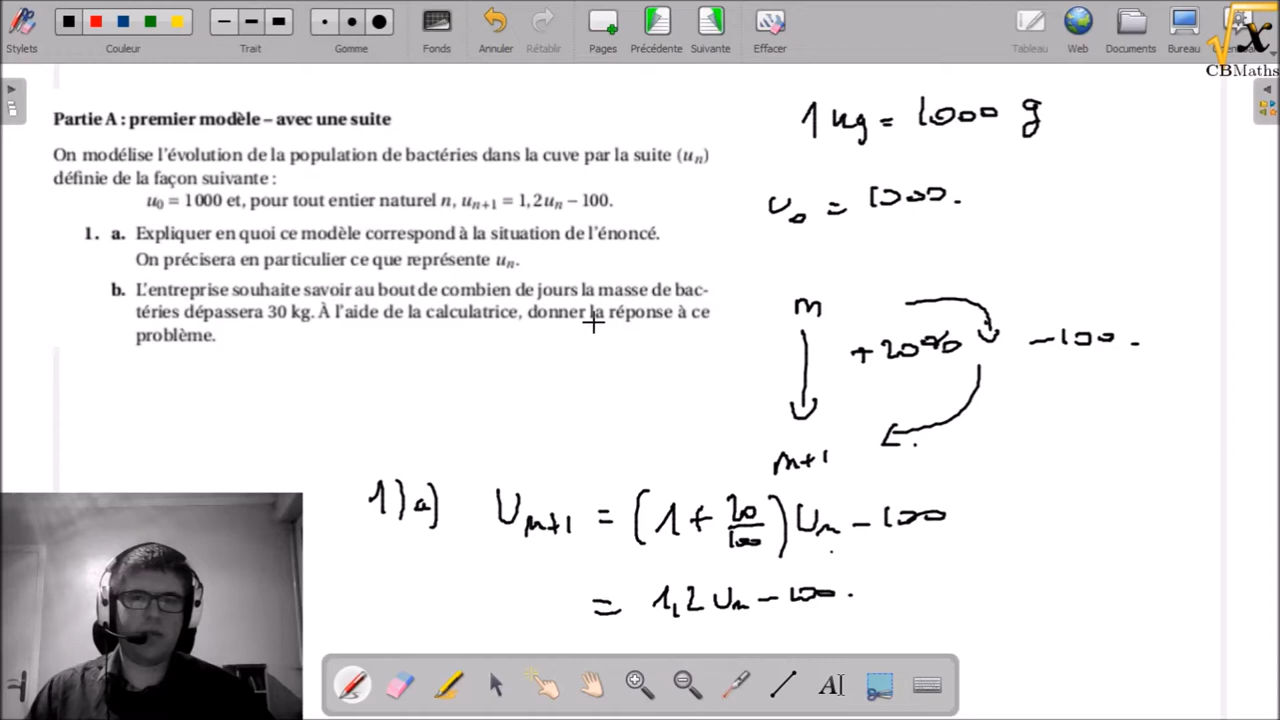 Stylets Couleur Trait Gomme Fonds Annuler Rétablir Pages Précédente Suivante Effacer Tableau Web Documents Bureau
√x
CBMaths
Partie A : premier modèle – avec une suite
On modélise l'évolution de la population de bactéries dans la cuve par la suite (uₙ)
définie de la façon suivante :
u₀ = 1 000 et, pour tout entier naturel n, uₙ₊₁ = 1,2uₙ − 100.
1. a. Expliquer en quoi ce modèle correspond à la situation de l'énoncé.
On précisera en particulier ce que représente uₙ.
b. L'entreprise souhaite savoir au bout de combien de jours la masse de bac-
téries dépassera 30 kg. À l'aide de la calculatrice, donner la réponse à ce
problème.
1 kg = 1000 g
u₀ = 1000.
n
+20% −100.
n+1
1)a) Uₙ₊₁ = (1 + 20/100) Uₙ − 100
= 1,2 Uₙ − 100.
AI